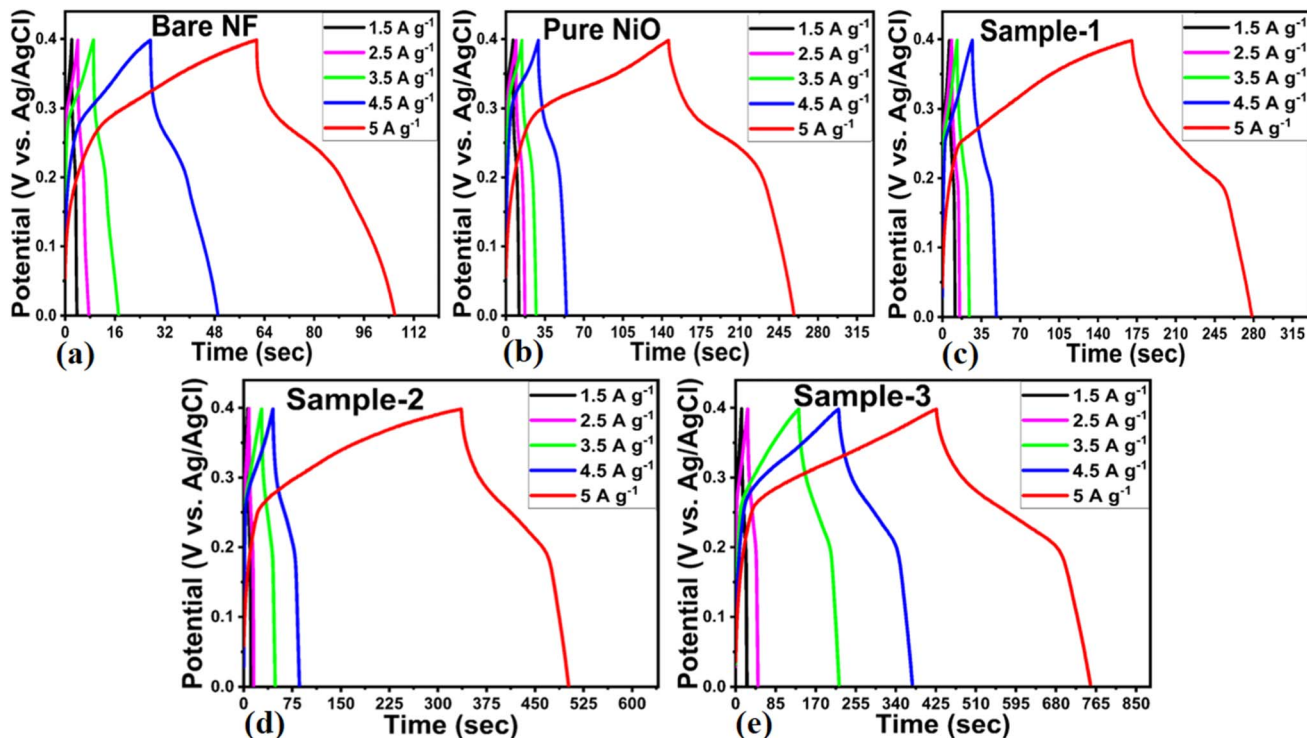 Bare NF
1.5 A g⁻¹
2.5 A g⁻¹
3.5 A g⁻¹
4.5 A g⁻¹
5 A g⁻¹
Potential (V vs. Ag/AgCl)
0.4
0.3
0.2
0.1
0.0
0 16 32 48 64 80 96 112
Time (sec)
(a)
Pure NiO
1.5 A g⁻¹
2.5 A g⁻¹
3.5 A g⁻¹
4.5 A g⁻¹
5 A g⁻¹
Potential (V vs. Ag/AgCl)
0.4
0.3
0.2
0.1
0.0
0 35 70 105 140 175 210 245 280 315
Time (sec)
(b)
Sample-1
1.5 A g⁻¹
2.5 A g⁻¹
3.5 A g⁻¹
4.5 A g⁻¹
5 A g⁻¹
Potential (V vs. Ag/AgCl)
0.4
0.3
0.2
0.1
0.0
0 35 70 105 140 175 210 245 280 315
Time (sec)
(c)
Sample-2
1.5 A g⁻¹
2.5 A g⁻¹
3.5 A g⁻¹
4.5 A g⁻¹
5 A g⁻¹
Potential (V vs. Ag/AgCl)
0.4
0.3
0.2
0.1
0.0
0 75 150 225 300 375 450 525 600
Time (sec)
(d)
Sample-3
1.5 A g⁻¹
2.5 A g⁻¹
3.5 A g⁻¹
4.5 A g⁻¹
5 A g⁻¹
Potential (V vs. Ag/AgCl)
0.4
0.3
0.2
0.1
0.0
0 85 170 255 340 425 510 595 680 765 850
Time (sec)
(e)